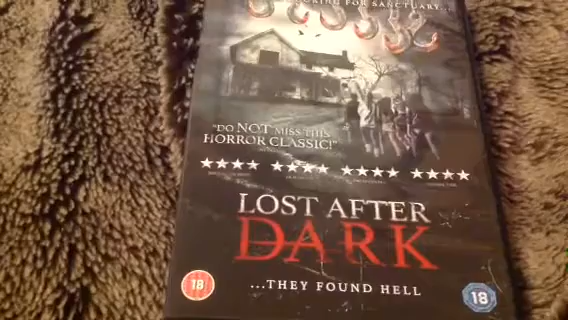 FOR SANCTUARY...
"DO NOT MISS THIS
HORROR CLASSIC!"
LOST AFTER
DARK
...THEY FOUND HELL
18
18